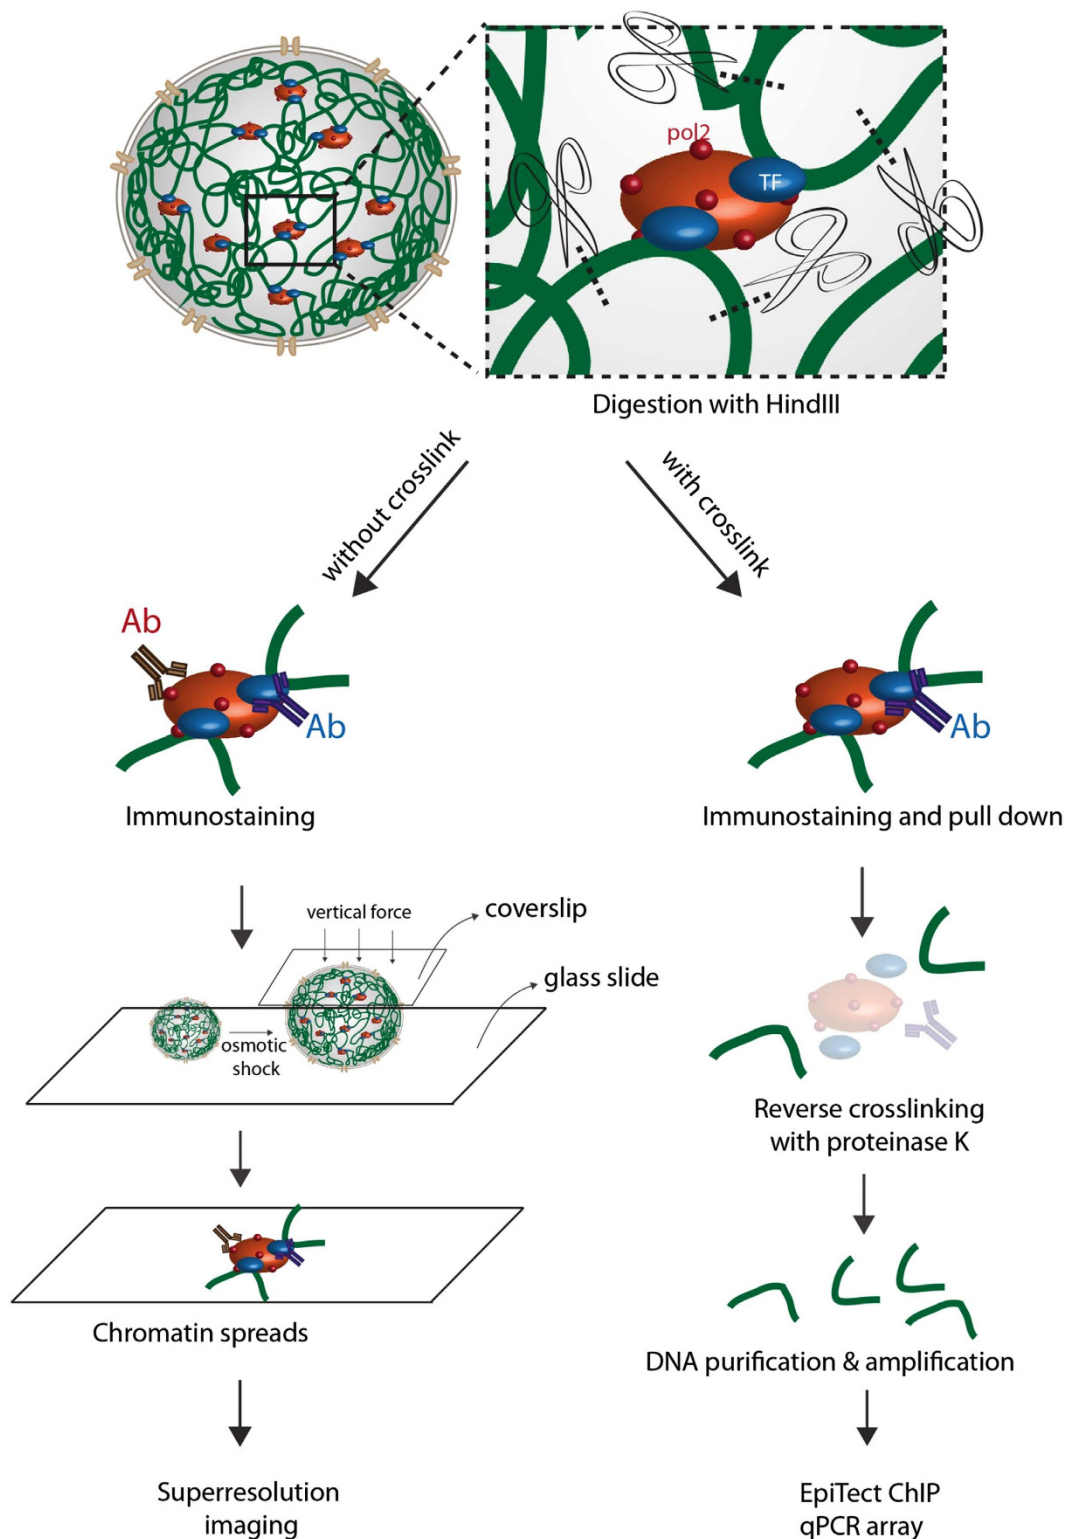 pol2
TF
Digestion with HindIII
without crosslink
with crosslink
Ab
Ab
Immunostaining
Ab
Immunostaining and pull down
vertical force
coverslip
glass slide
osmotic
shock
Reverse crosslinking
with proteinase K
Chromatin spreads
DNA purification & amplification
Superresolution
imaging
EpiTect ChIP
qPCR array